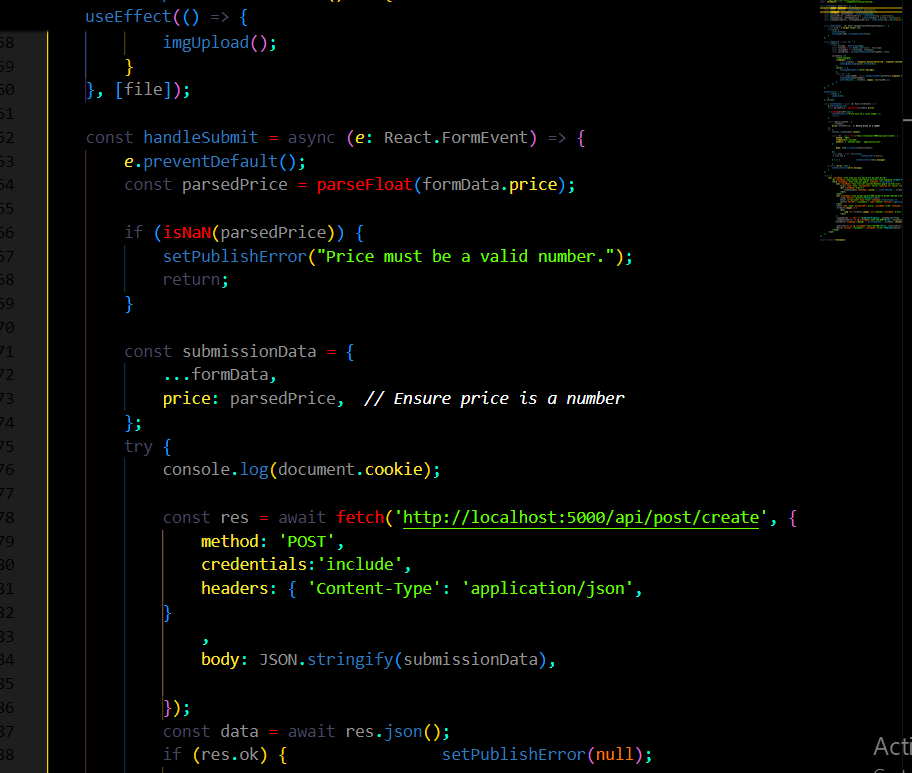 useEffect(() => {
58 imgUpload();
59 }
60 }, [file]);
61
62 const handleSubmit = async (e: React.FormEvent) => {
63 e.preventDefault();
64 const parsedPrice = parseFloat(formData.price);
65
66 if (isNaN(parsedPrice)) {
67 setPublishError("Price must be a valid number.");
68 return;
69 }
70
71 const submissionData = {
72 ...formData,
73 price: parsedPrice, // Ensure price is a number
74 };
75 try {
76 console.log(document.cookie);
77
78 const res = await fetch('http://localhost:5000/api/post/create', {
79 method: 'POST',
80 credentials:'include',
81 headers: { 'Content-Type': 'application/json',
82 }
83 ,
84 body: JSON.stringify(submissionData),
85
86 });
87 const data = await res.json();
88 if (res.ok) { setPublishError(null);